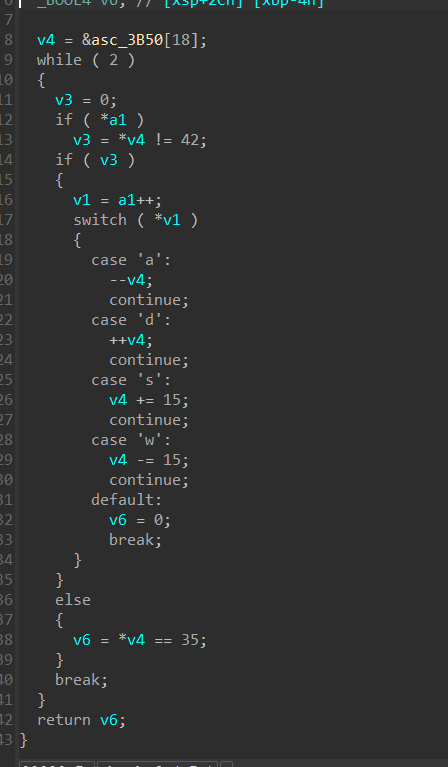 _BOOL4 v6; // [xsp+2Ch] [xbp-4h]
7
8 v4 = &asc_3B50[18];
9 while ( 2 )
10 {
11 v3 = 0;
12 if ( *a1 )
13 v3 = *v4 != 42;
14 if ( v3 )
15 {
16 v1 = a1++;
17 switch ( *v1 )
18 {
19 case 'a':
20 --v4;
21 continue;
22 case 'd':
23 ++v4;
24 continue;
25 case 's':
26 v4 += 15;
27 continue;
28 case 'w':
29 v4 -= 15;
30 continue;
31 default:
32 v6 = 0;
33 break;
34 }
35 }
36 else
37 {
38 v6 = *v4 == 35;
39 }
40 break;
41 }
42 return v6;
43 }